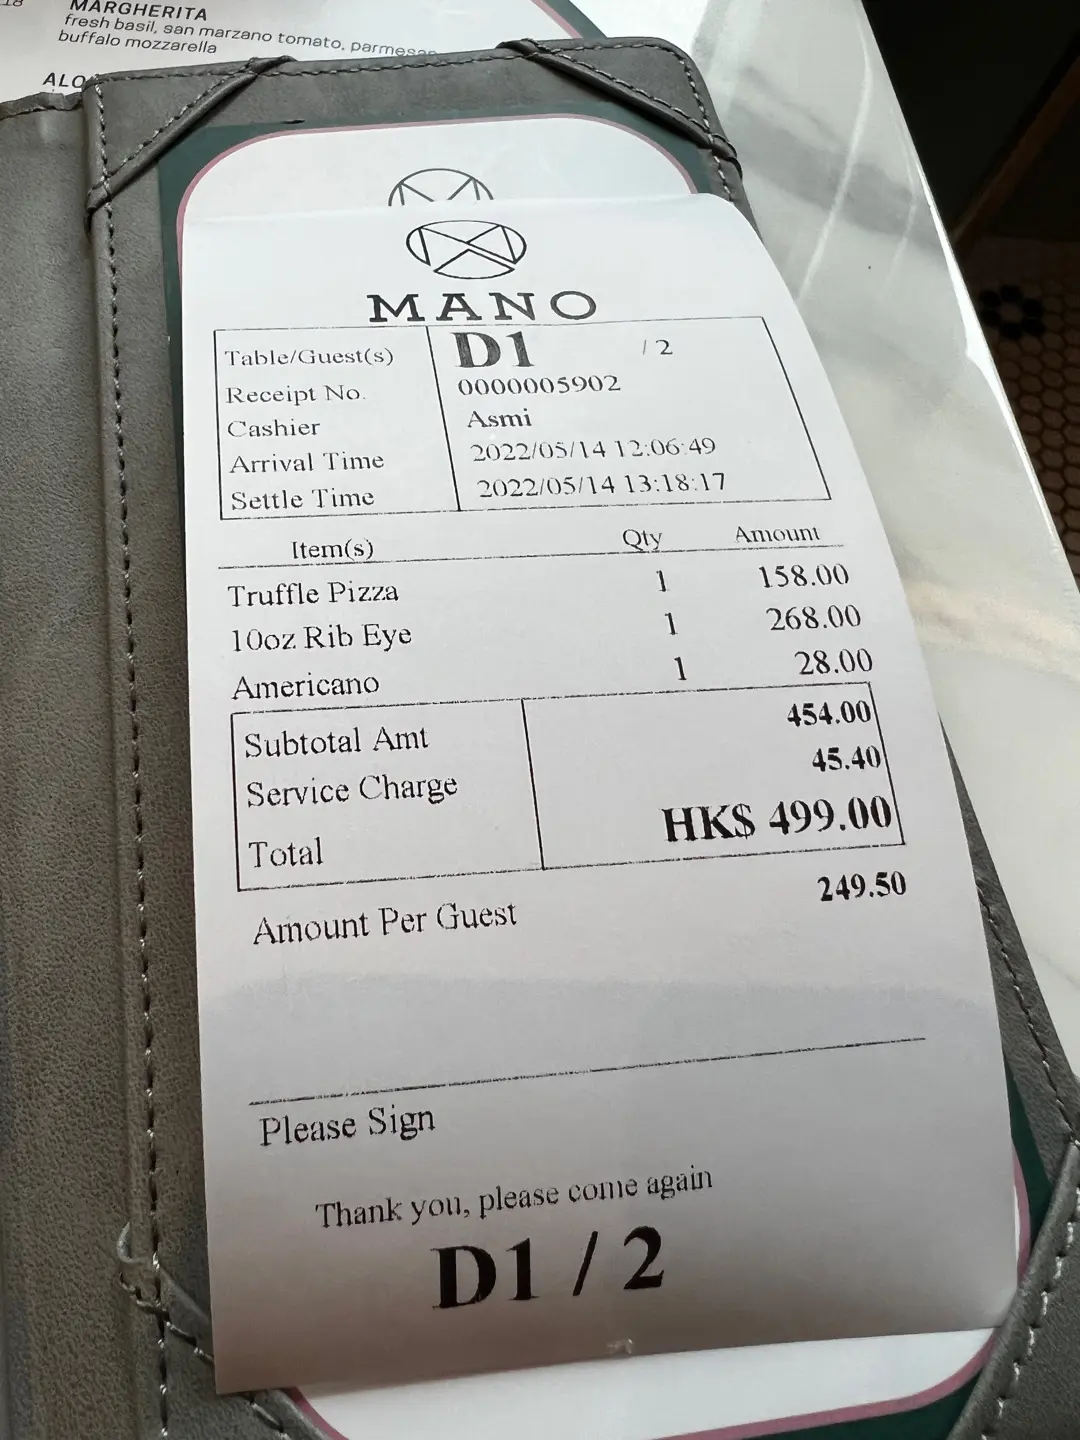 18
MARGHERITA
fresh basil, san marzano tomato, parmesan
buffalo mozzarella
ALO
MANO
Table/Guest(s) D1 / 2
Receipt No. 0000005902
Cashier Asmi
Arrival Time 2022/05/14 12:06:49
Settle Time 2022/05/14 13:18:17
Item(s) Qty Amount
Truffle Pizza 1 158.00
10oz Rib Eye 1 268.00
Americano 1 28.00
Subtotal Amt 454.00
Service Charge 45.40
Total HK$ 499.00
Amount Per Guest 249.50
Please Sign
Thank you, please come again
D1 / 2